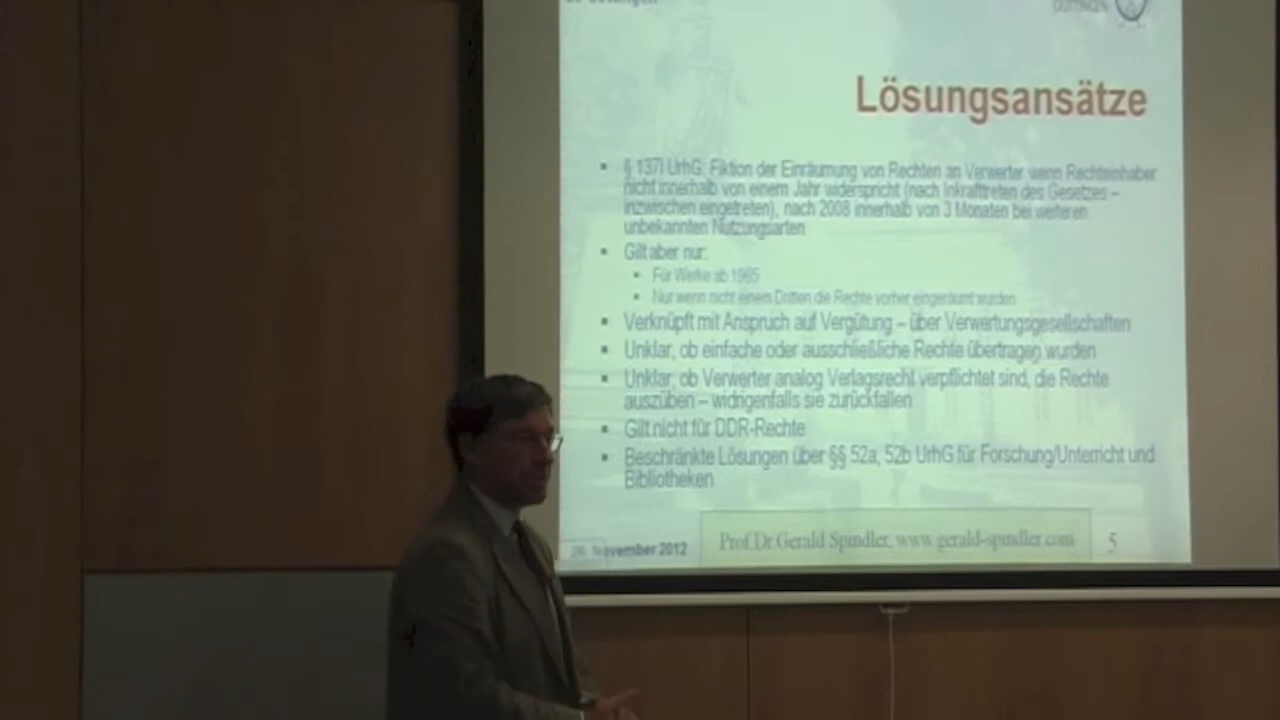 GÖTTINGEN
Lösungsansätze
▪ § 137l UrhG: Fiktion der Einräumung von Rechten an Verwerter wenn Rechteinhaber
nicht innerhalb von einem Jahr widerspricht (nach Inkrafttreten des Gesetzes –
inzwischen eingetreten), nach 2008 innerhalb von 3 Monaten bei weiteren
unbekannten Nutzungsarten
▪ Gilt aber nur:
▪ Für Werke ab 1965
▪ Nur wenn nicht einem Dritten die Rechte vorher eingeräumt wurden
▪ Verknüpft mit Anspruch auf Vergütung – über Verwertungsgesellschaften
▪ Unklar, ob einfache oder ausschließliche Rechte übertragen wurden
▪ Unklar, ob Verwerter analog Verlagsrecht verpflichtet sind, die Rechte
auszuüben – widrigenfalls sie zurückfallen
▪ Gilt nicht für DDR-Rechte
▪ Beschränkte Lösungen über §§ 52a, 52b UrhG für Forschung/Unterricht und
Bibliotheken
26. November 2012
Prof.Dr.Gerald Spindler, www.gerald-spindler.com
5